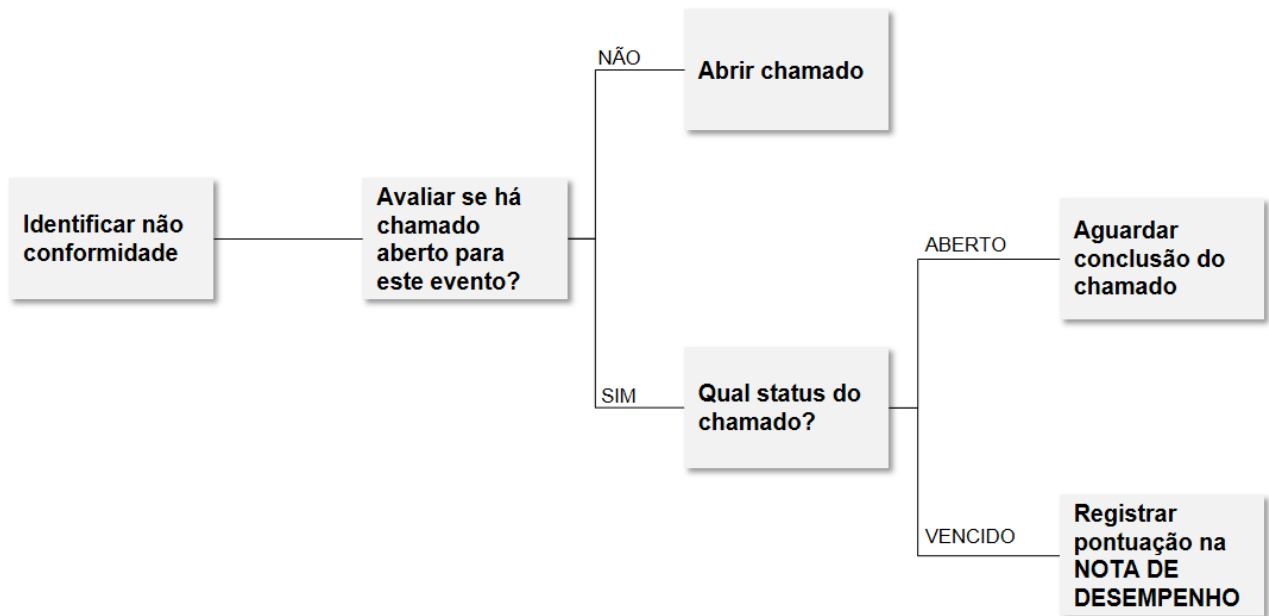 NÃO
Abrir chamado
Identificar não
conformidade
Avaliar se há
chamado
aberto para
este evento?
ABERTO
Aguardar
conclusão do
chamado
SIM
Qual status do
chamado?
VENCIDO
Registrar
pontuação na
NOTA DE
DESEMPENHO